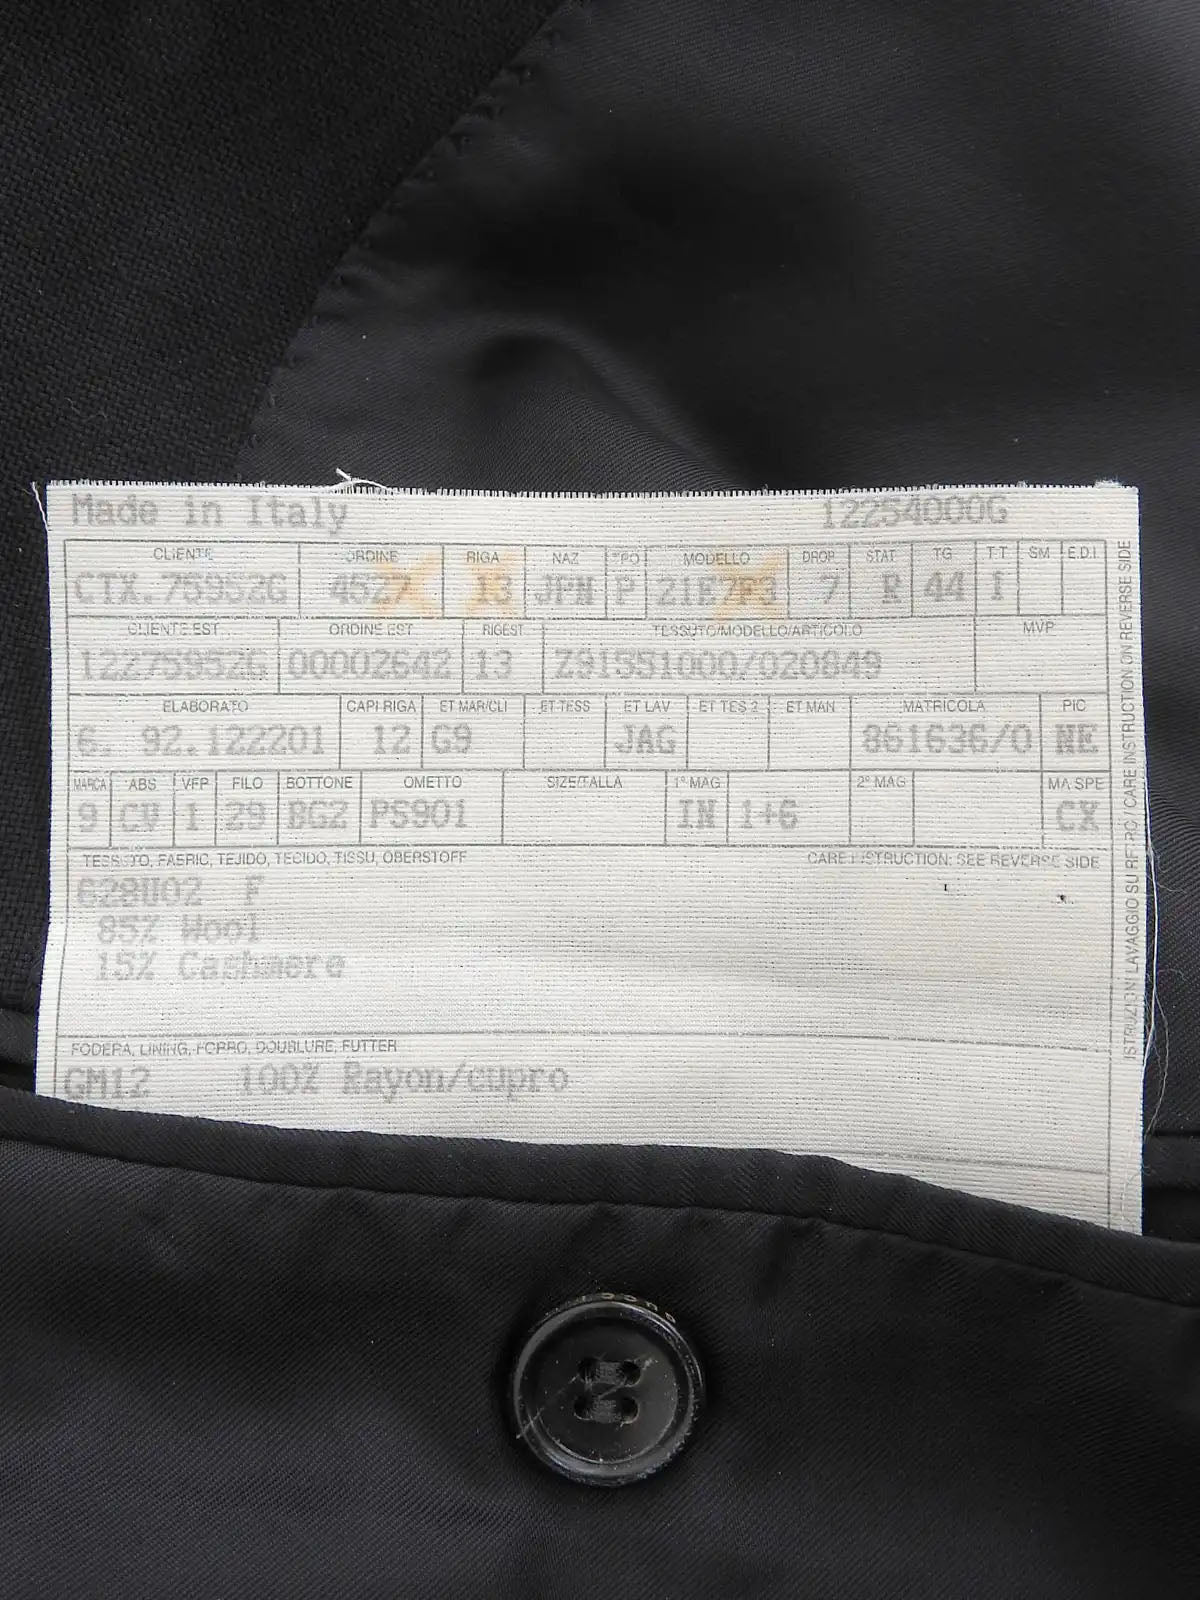 Made in Italy 12254000G
CLIENTE ORDINE RIGA NAZ TPO MODELLO DROP STAT TG TT SM E.D.I
CTX.75952G 4527 13 JPN P 21E7F3 7 R 44 1
CLIENTE EST ORDINE EST RIGEST TESSUTO/MODELLO/ARTICOLO MVP
12275952G 00002642 13 Z91551000/020849
ELABORATO CAPI RIGA ET MAR/CLI ET TESS ET LAV ET TES 2 ET MAN MATRICOLA PIC
6. 92.122201 12 G9 JAG 861636/0 NE
MARCA ABS VFP FILO BOTTONE OMETTO SIZE/TALLA 1° MAG 2° MAG MA SPE
9 CV 1 29 BG2 PS901 IN 1+6 CX
TESSUTO, FABRIC, TEJIDO, TECIDO, TISSU, OBERSTOFF CARE INSTRUCTION: SEE REVERSE SIDE
628U02 F
85% Wool
15% Cashmere
FODERA, LINING, FORRO, DOUBLURE, FUTTER
GM12 100% Rayon/cupro
ISTRUZIONI LAVAGGIO SU RETRO / CARE INSTRUCTION ON REVERSE SIDE